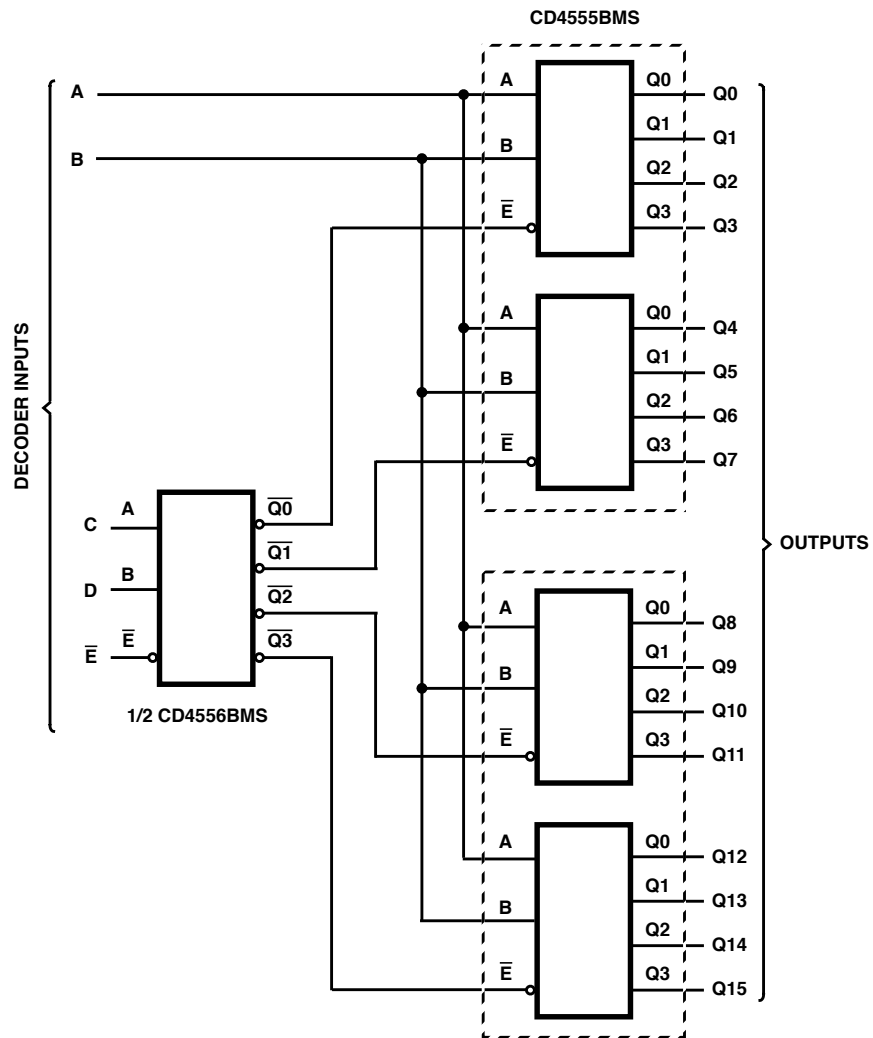 CD4555BMS
A
B
DECODER INPUTS
A
B
E̅
Q0
Q1
Q2
Q3
Q0
Q1
Q2
Q3
A
B
E̅
Q0
Q1
Q2
Q3
Q4
Q5
Q6
Q7
C
D
E̅
A
B
E̅
Q̅0̅
Q̅1̅
Q̅2̅
Q̅3̅
1/2 CD4556BMS
OUTPUTS
A
B
E̅
Q0
Q1
Q2
Q3
Q8
Q9
Q10
Q11
A
B
E̅
Q0
Q1
Q2
Q3
Q12
Q13
Q14
Q15